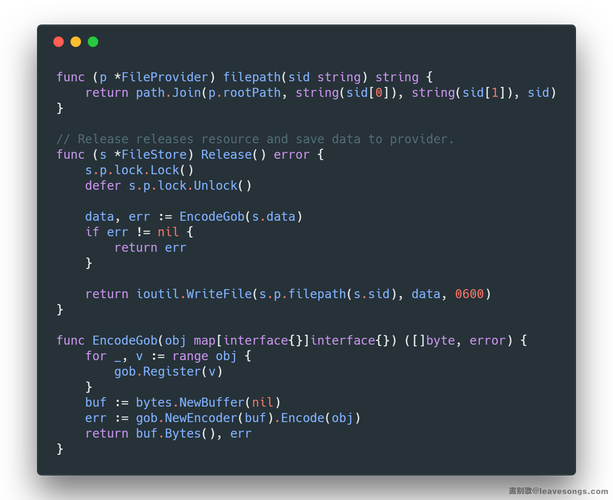 func (p *FileProvider) filepath(sid string) string {
    return path.Join(p.rootPath, string(sid[0]), string(sid[1]), sid)
}

// Release releases resource and save data to provider.
func (s *FileStore) Release() error {
    s.p.lock.Lock()
    defer s.p.lock.Unlock()

    data, err := EncodeGob(s.data)
    if err != nil {
        return err
    }

    return ioutil.WriteFile(s.p.filepath(s.sid), data, 0600)
}

func EncodeGob(obj map[interface{}]interface{}) ([]byte, error) {
    for _, v := range obj {
        gob.Register(v)
    }
    buf := bytes.NewBuffer(nil)
    err := gob.NewEncoder(buf).Encode(obj)
    return buf.Bytes(), err
}
离别歌@leavesongs.com